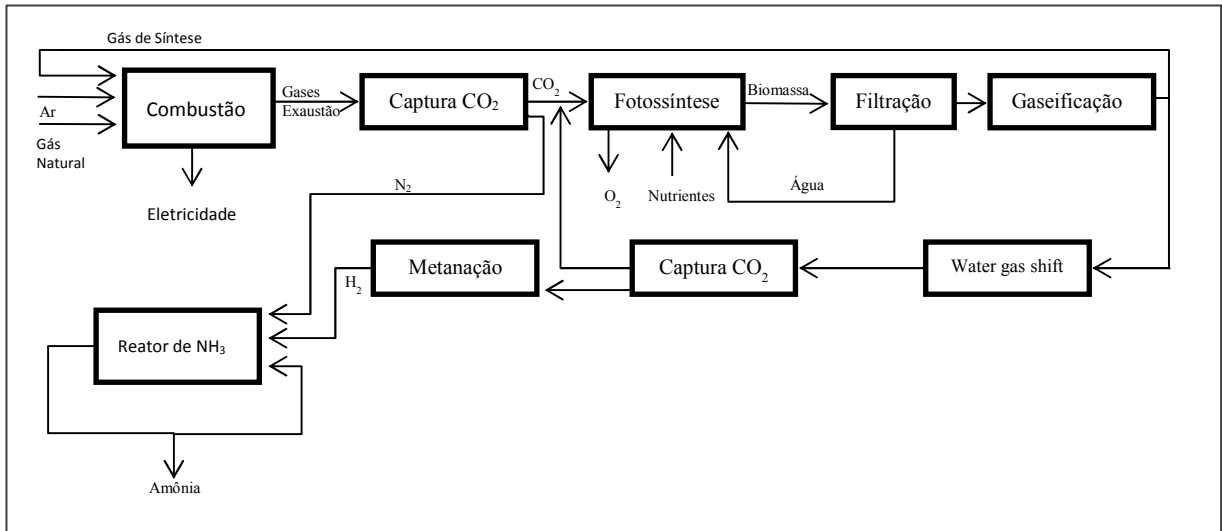 Gás de Síntese
Ar
Gás
Natural
Combustão
Eletricidade
Gases
Exaustão
Captura CO₂
CO₂
N₂
Fotossíntese
O₂
Nutrientes
Biomassa
Filtração
Água
Gaseificação
Water gas shift
Captura CO₂
Metanação
H₂
Reator de NH₃
Amônia